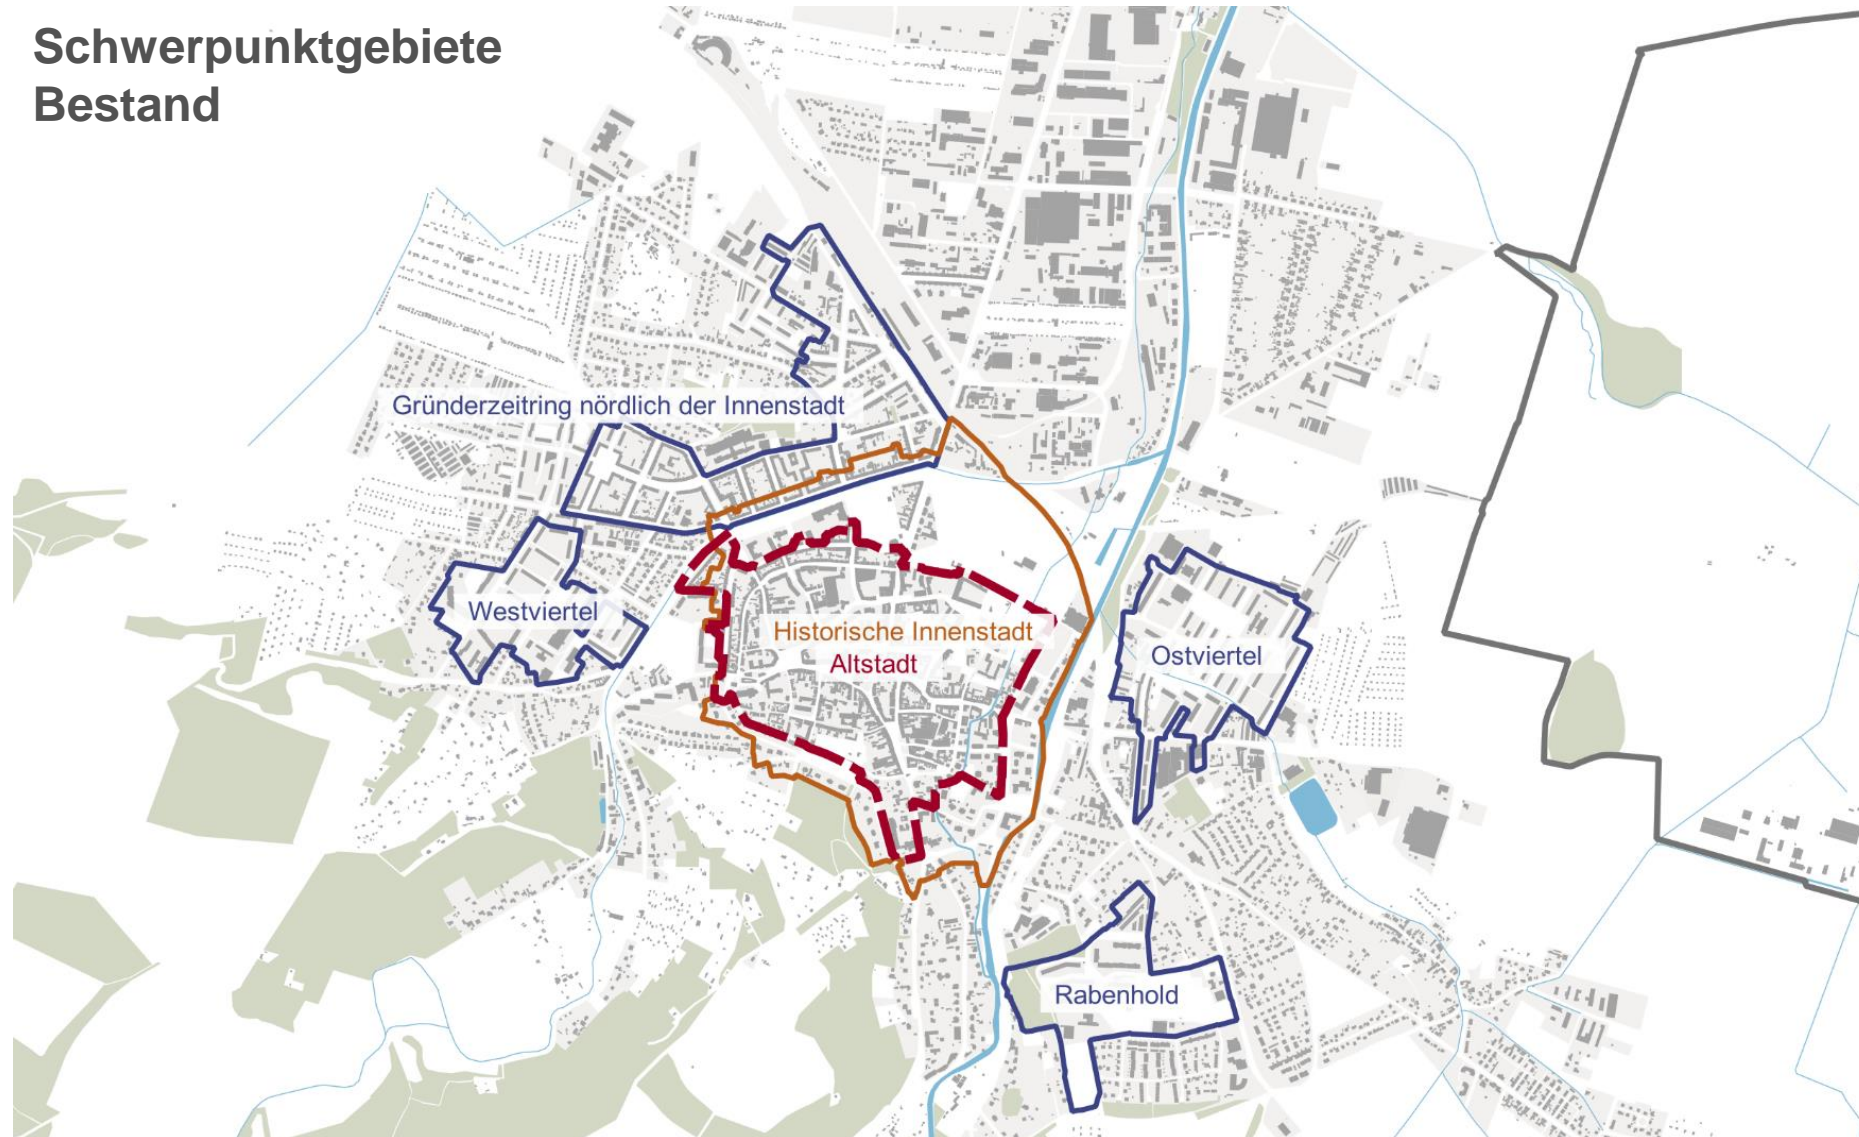 Schwerpunktgebiete
Bestand
Gründerzeitring nördlich der Innenstadt
Westviertel
Historische Innenstadt
Altstadt
Ostviertel
Rabenhold